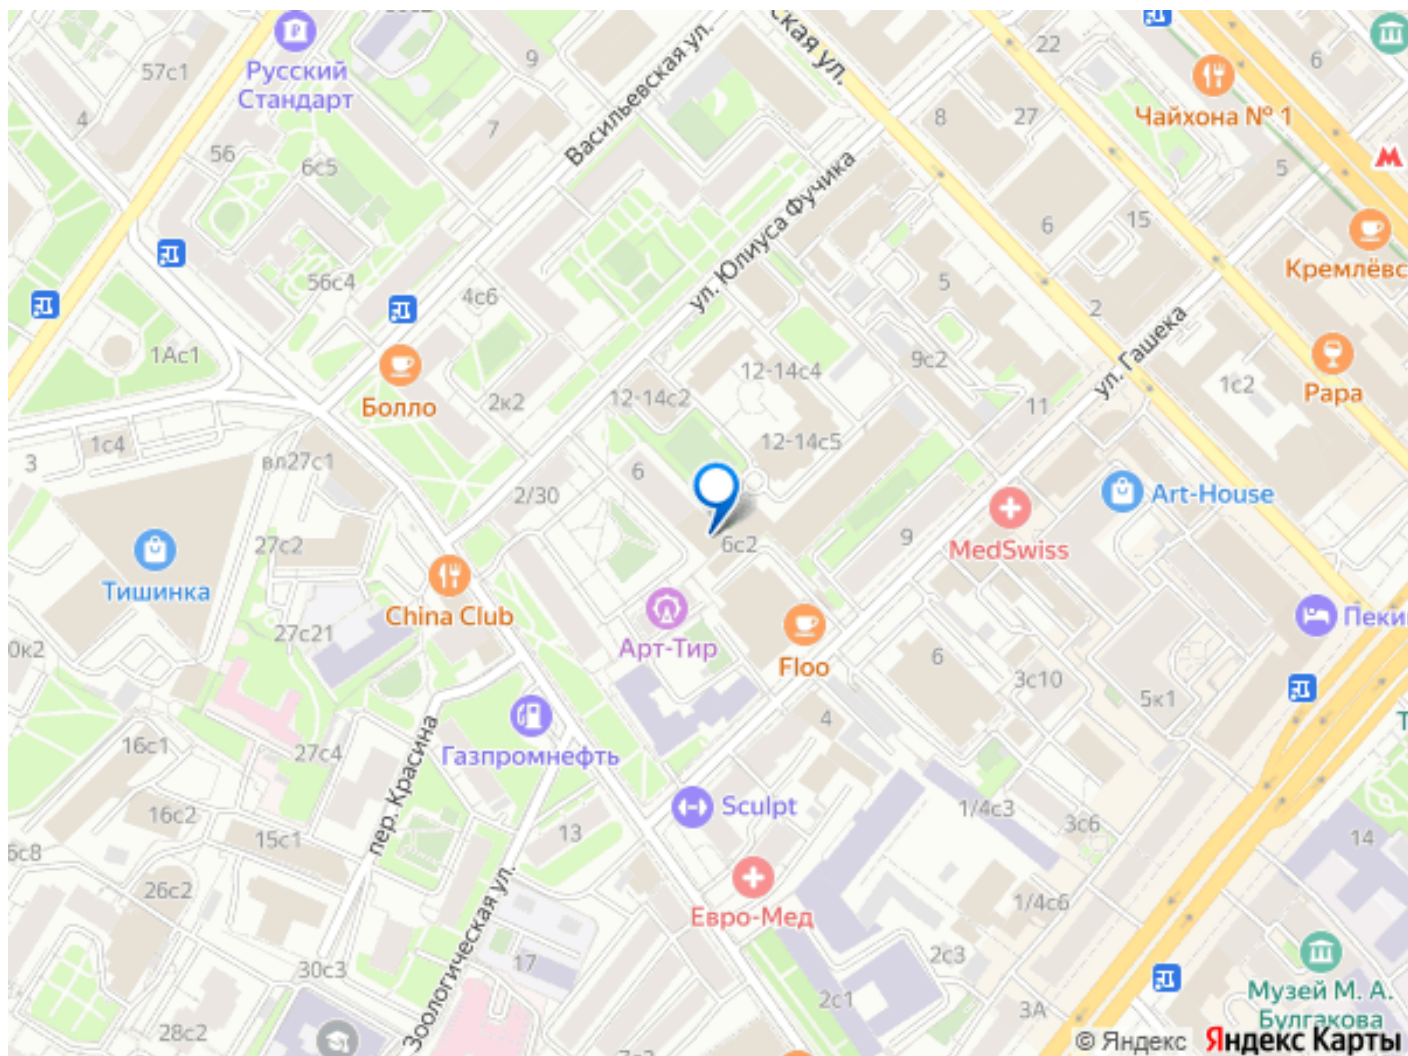 57с1
Русский
Стандарт
9
Васильевская ул.
ская ул.
22
6
Чайхона № 1
4
7
8
27
56
6с5
5
ул. Юлиуса Фучика
6
15
Кремлёвс
56с4
4с6
5
2
1Ас1
ул. Гашека
9с2
12-14с4
1с2
Рара
Болло
2к2
12-14с2
11
1с4
12-14с5
3
вл27с1
6
2/30
Art-House
27с2
6с2
9
MedSwiss
Тишинка
China Club
Пеки
27с21
Арт-Тир
Floo
0к2
6
3с10
5к1
16с1
27с4
Газпромнефть
4
пер. Красина
Т
16с2
Sculpt
1/4с3
3с6
15с1
13
14
6с8
26с2
Евро-Мед
1/4с6
Зоологическая ул.
30с3
17
2с3
Музей М. А.
Булгакова
2с1
3А
28с2
© Яндекс
Яндекс Карты